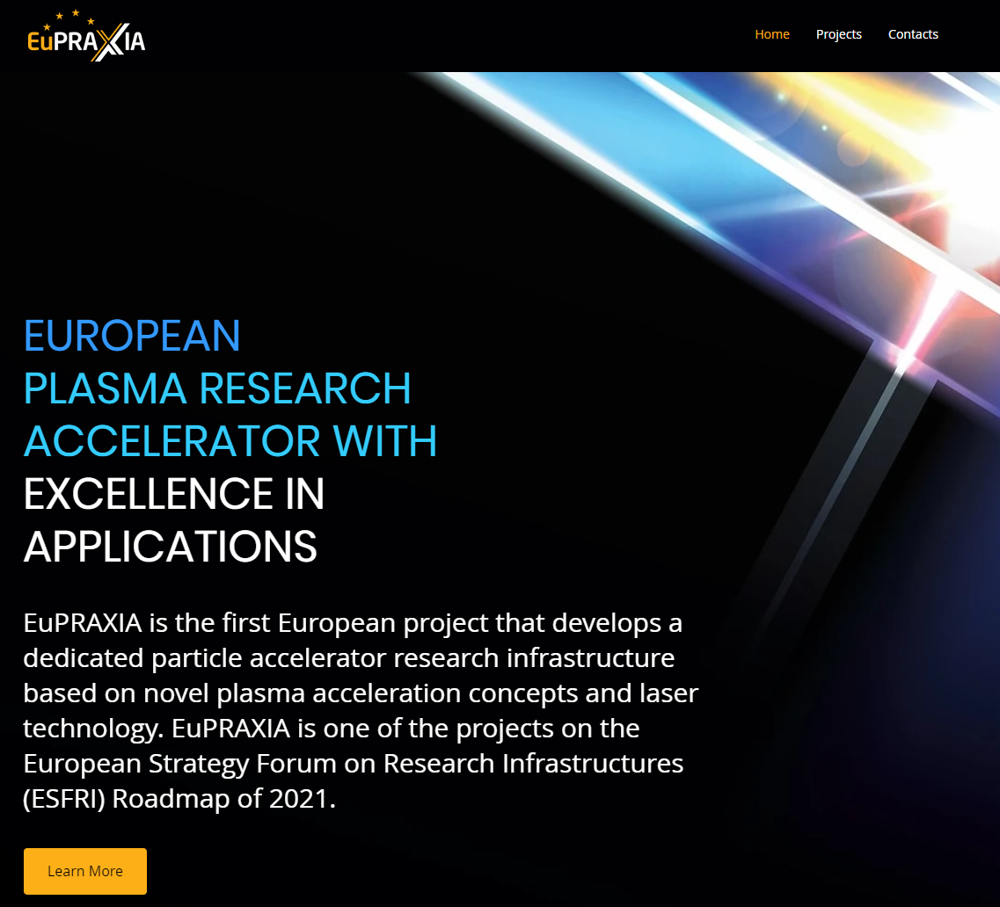 EuPRAXIA
Home Projects Contacts
EUROPEAN
PLASMA RESEARCH
ACCELERATOR WITH
EXCELLENCE IN
APPLICATIONS
EuPRAXIA is the first European project that develops a
dedicated particle accelerator research infrastructure
based on novel plasma acceleration concepts and laser
technology. EuPRAXIA is one of the projects on the
European Strategy Forum on Research Infrastructures
(ESFRI) Roadmap of 2021.
Learn More